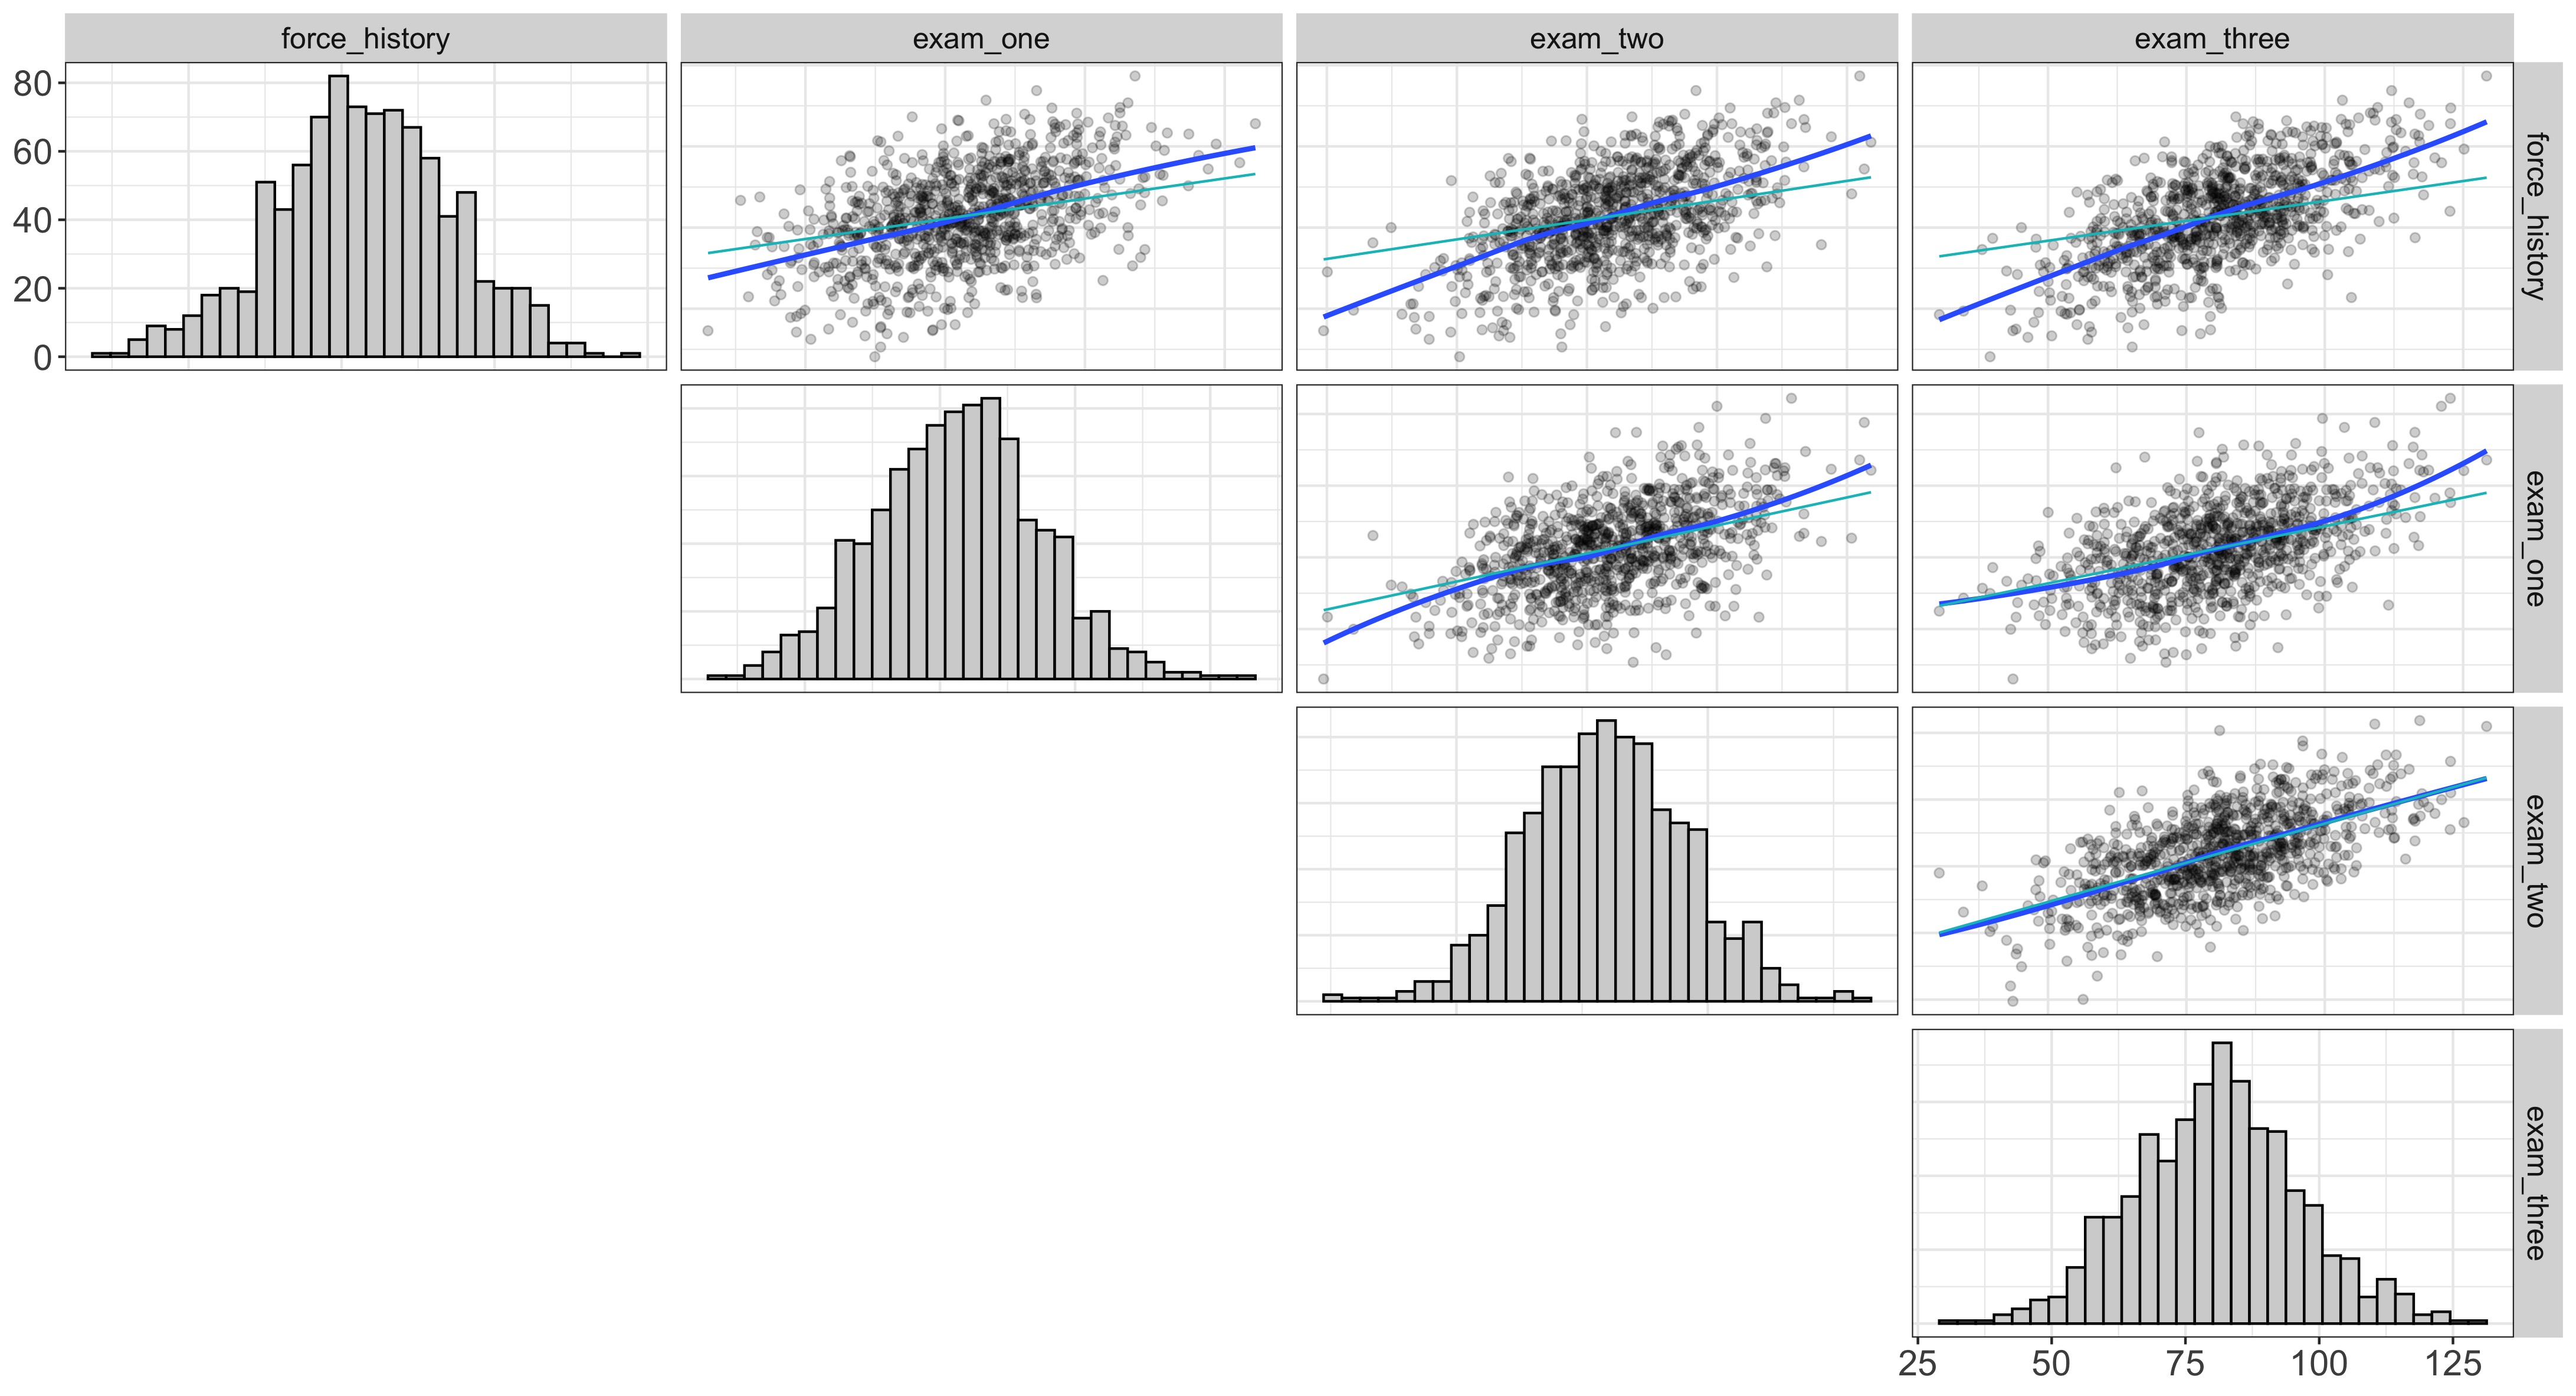 force_history
exam_one
exam_two
exam_three
80
60
40
20
0
force_history
exam_one
exam_two
exam_three
25
50
75
100
125